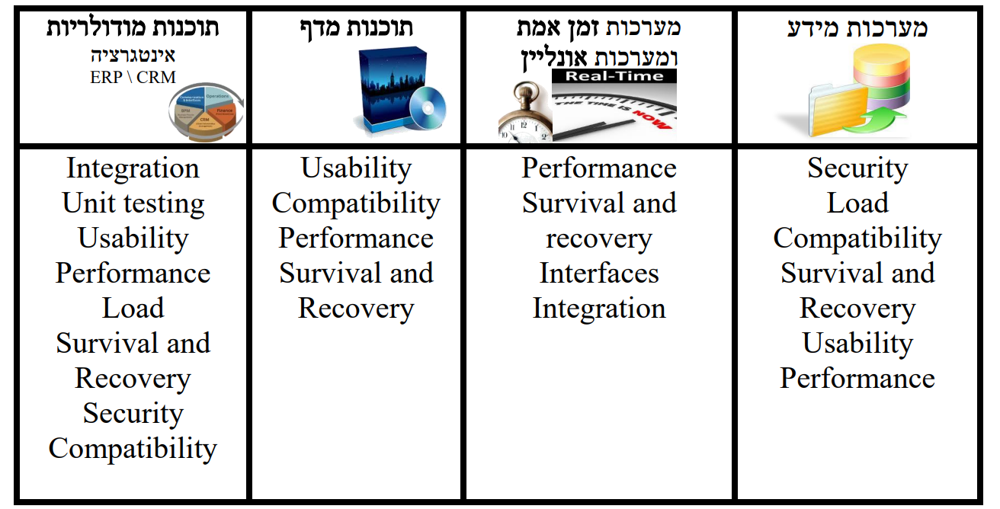 מערכות מידע
Security
Load
Compatibility
Survival and
Recovery
Usability
Performance
מערכות זמן אמת
ומערכות אונליין
Real-Time
THE TIME IS NOW
Performance
Survival and
recovery
Interfaces
Integration
תוכנות מדף
Usability
Compatibility
Performance
Survival and
Recovery
תוכנות מודולריות
אינטגרציה
ERP \ CRM
Operations
Finance
CRM
BPM
Integration
Unit testing
Usability
Performance
Load
Survival and
Recovery
Security
Compatibility